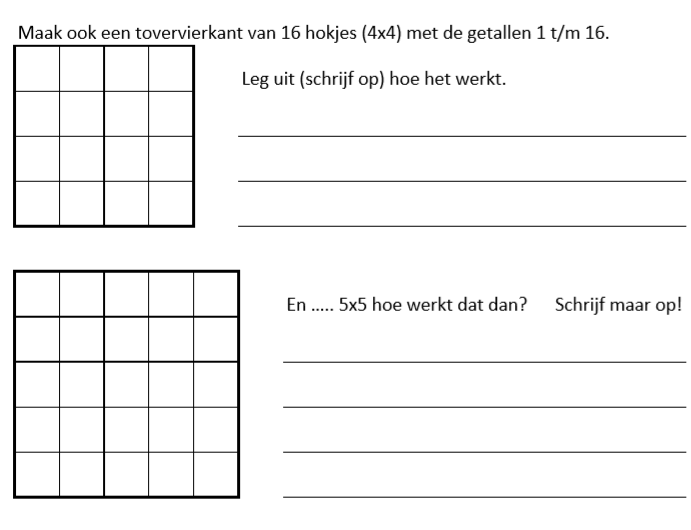 Maak ook een tovervierkant van 16 hokjes (4x4) met de getallen 1 t/m 16.
Leg uit (schrijf op) hoe het werkt.
En ..... 5x5 hoe werkt dat dan? Schrijf maar op!